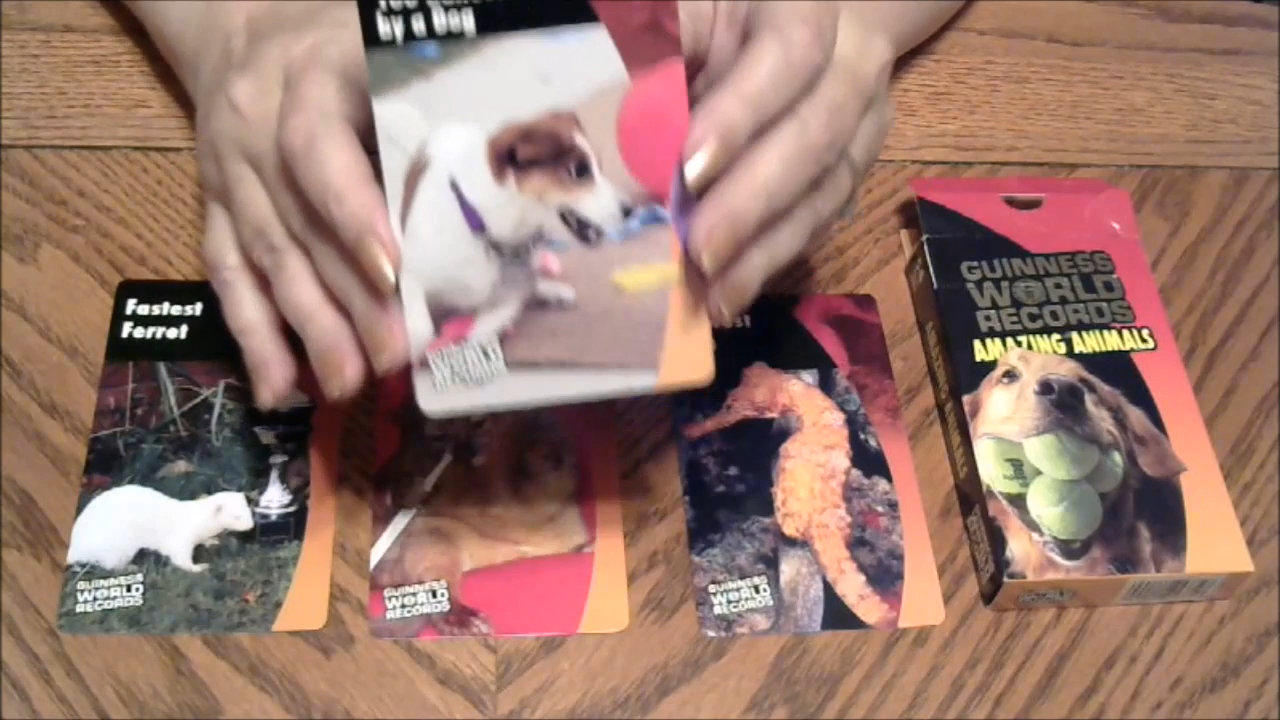 by a Dog
Fastest
Ferret
GUINNESS
WORLD
RECORDS
GUINNESS
WORLD
RECORDS
GUINNESS
WORLD
RECORDS
GUINNESS
WORLD
RECORDS
AMAZING ANIMALS